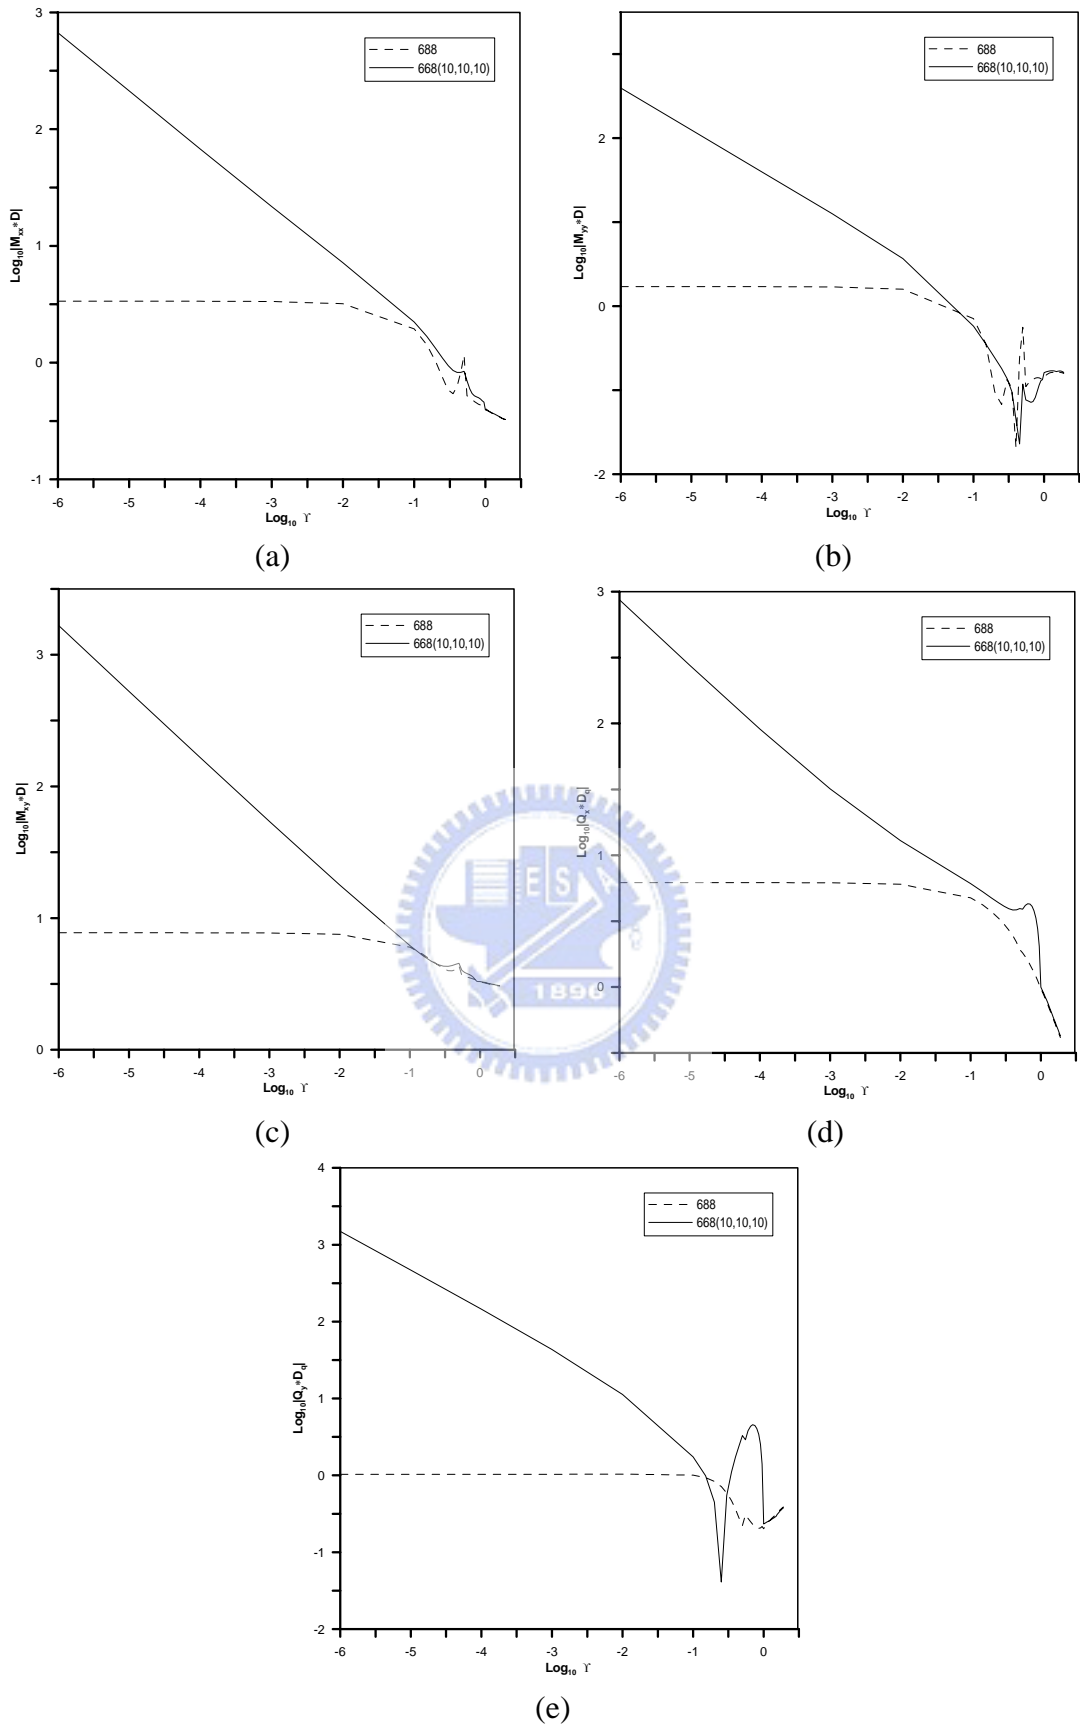 3
2
1
0
-1
Log10|Mxx*D|
688
668(10,10,10)
-6 -5 -4 -3 -2 -1 0
Log10 ϒ
(a)
2
0
-2
Log10|Myy*D|
688
668(10,10,10)
-6 -5 -4 -3 -2 -1 0
Log10 ϒ
(b)
3
2
1
0
Log10|Mxy*D|
688
668(10,10,10)
-6 -5 -4 -3 -2 -1 0
Log10 ϒ
(c)
3
2
1
0
Log10|Qx*Dq|
688
668(10,10,10)
-6 -5 -4 -3 -2 -1 0
Log10 ϒ
(d)
E S
A
1896
4
3
2
1
0
-1
-2
Log10|Qy*Dq|
688
668(10,10,10)
-6 -5 -4 -3 -2 -1 0
Log10 ϒ
(e)